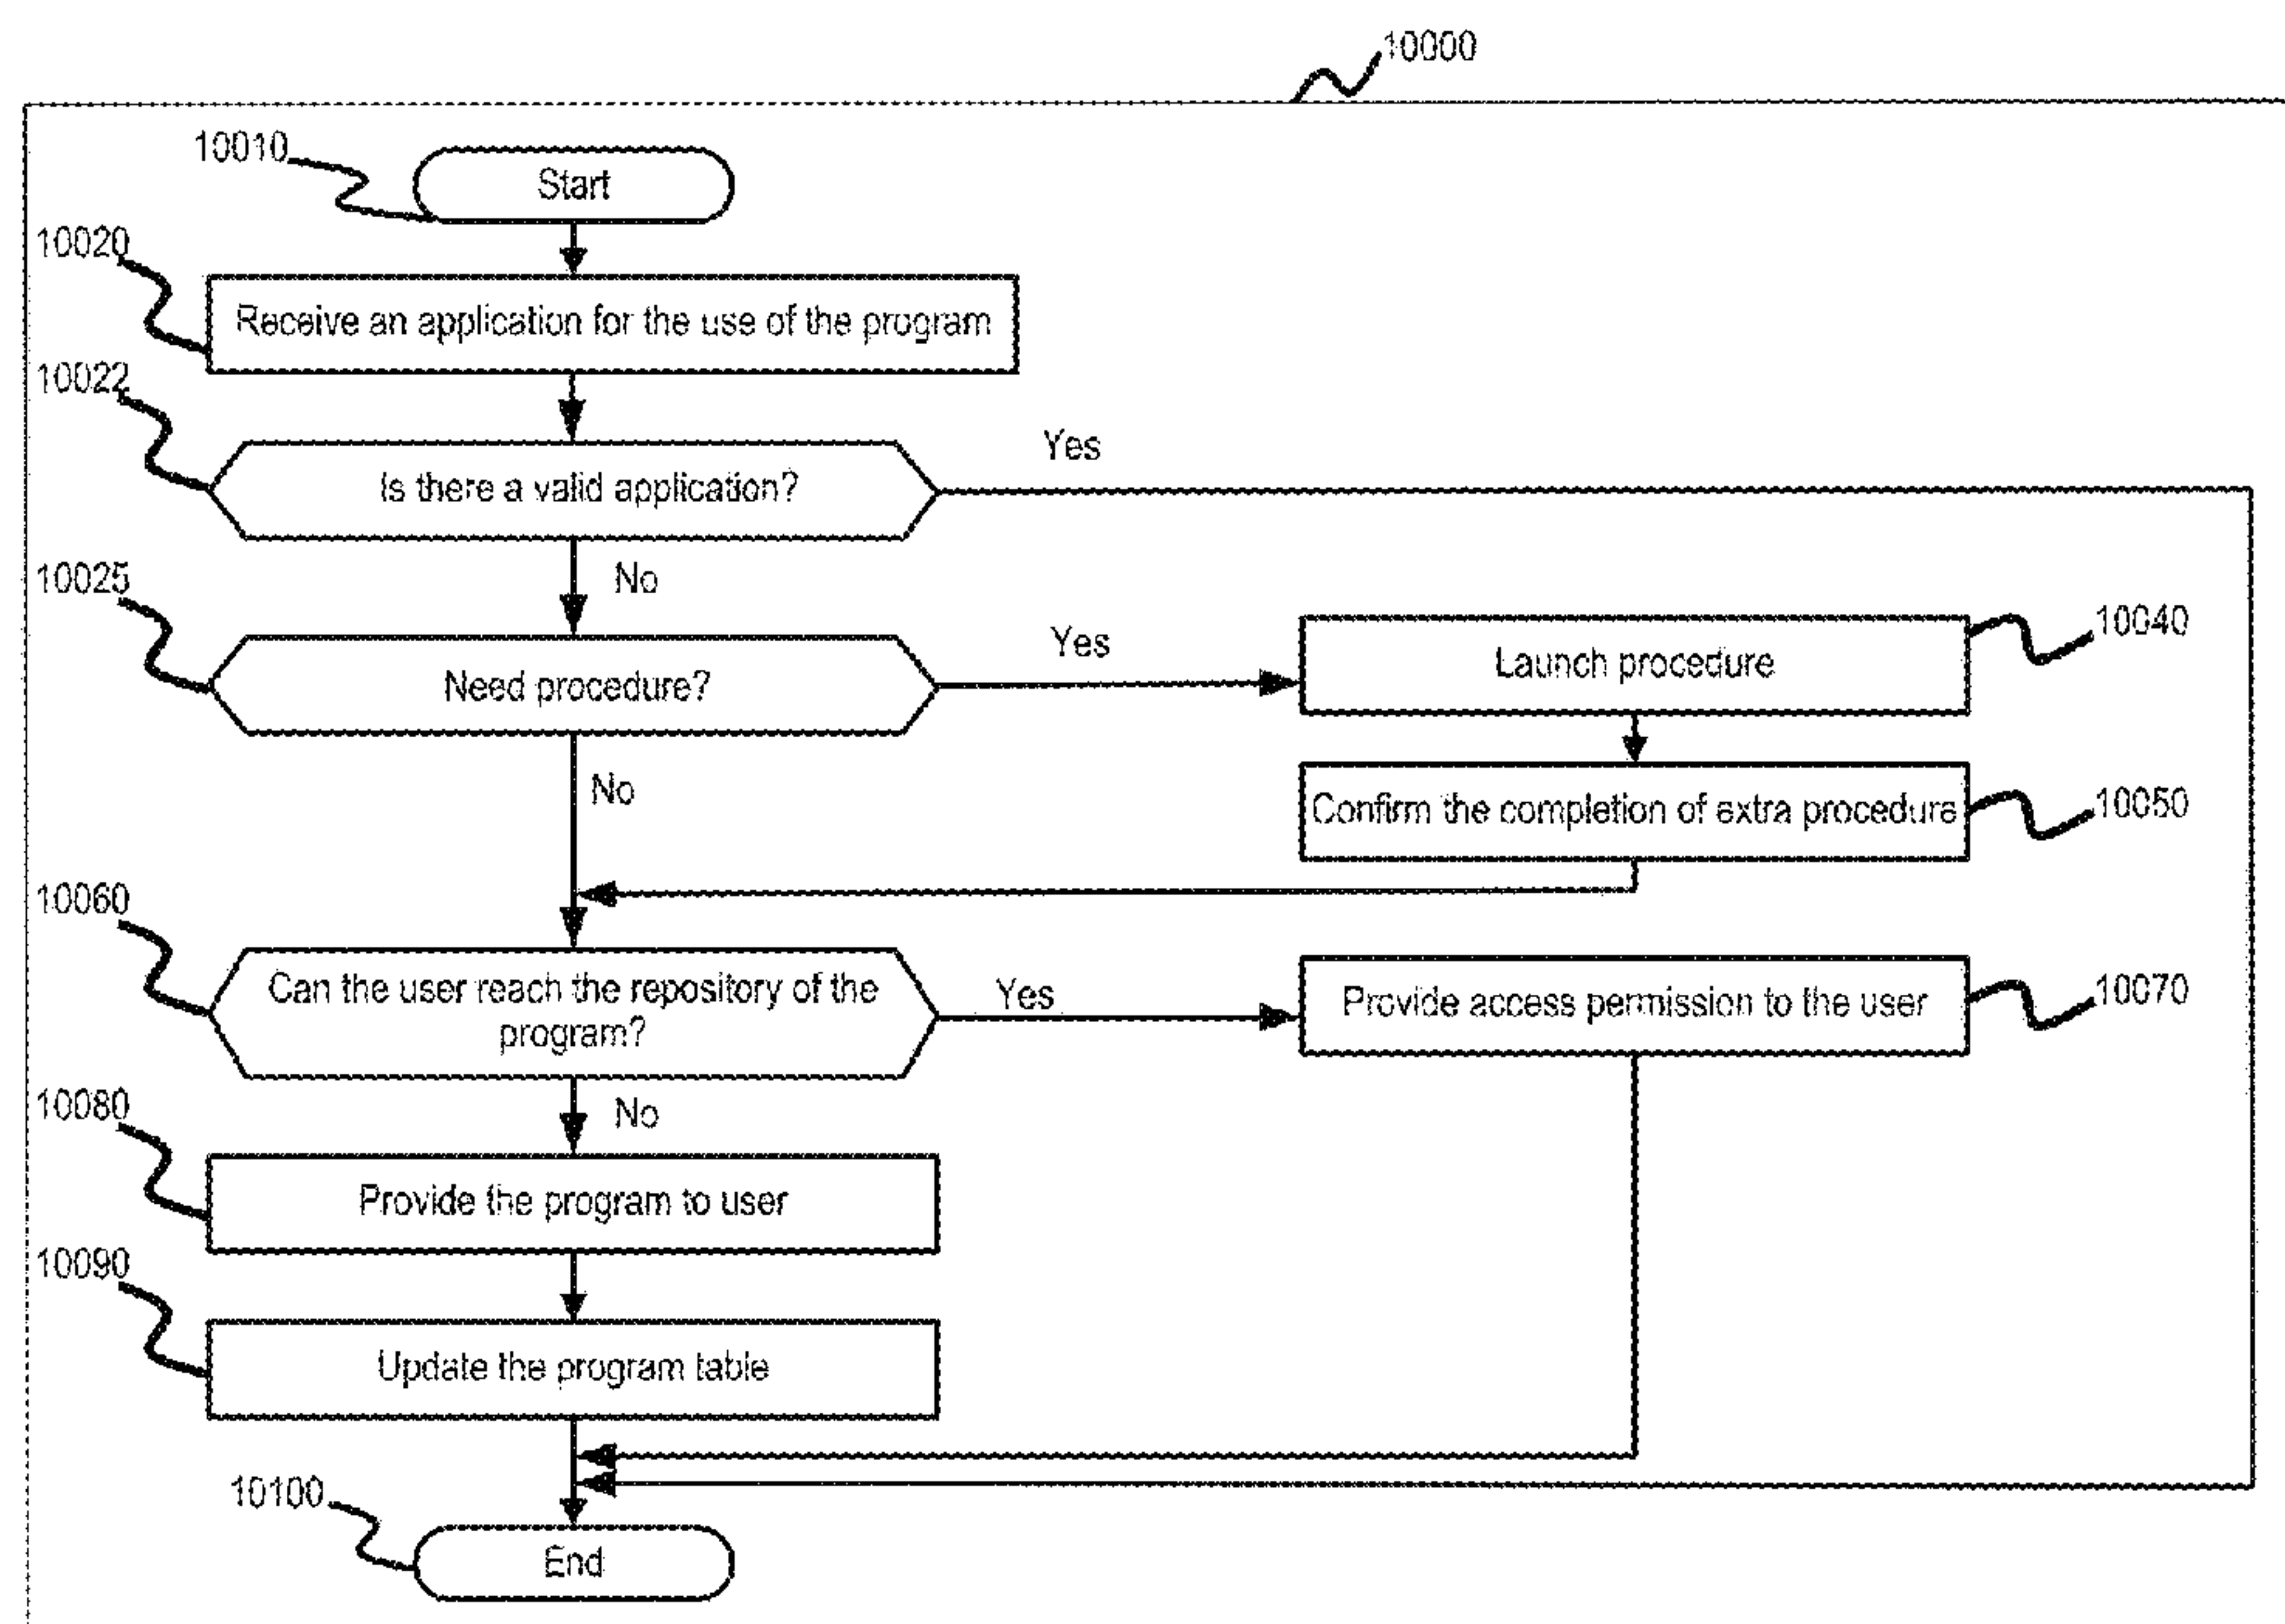 10000
10010
Start
10020
Receive an application for the use of the program
10022
Is there a valid application?
Yes
No
10025
Need procedure?
Yes
Launch procedure
10040
No
Confirm the completion of extra procedure
10050
10060
Can the user reach the repository of the
program?
Yes
Provide access permission to the user
10070
No
10080
Provide the program to user
10090
Update the program table
10100
End